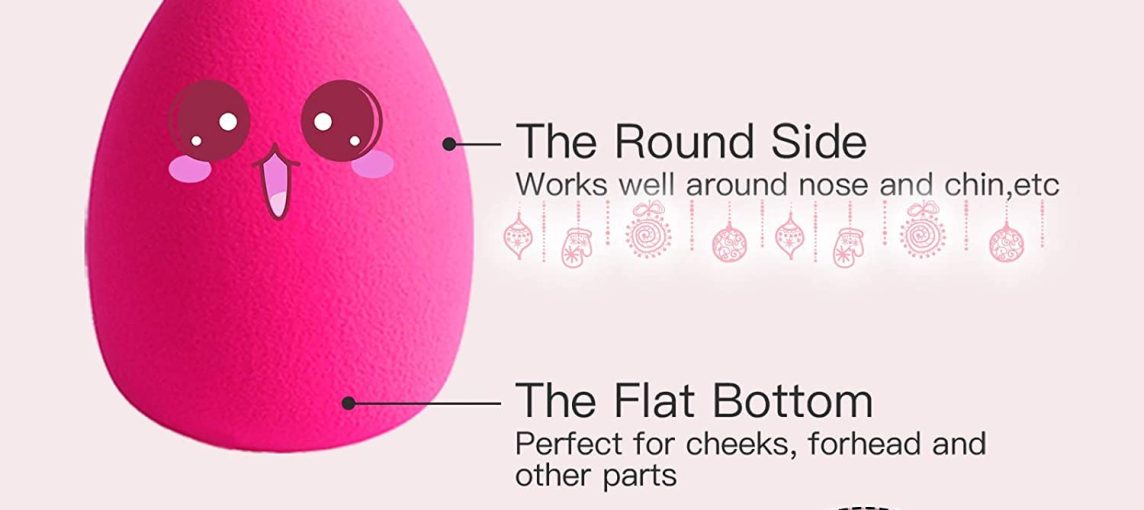 The Round Side
Works well around nose and chin,etc
The Flat Bottom
Perfect for cheeks, forhead and
other parts